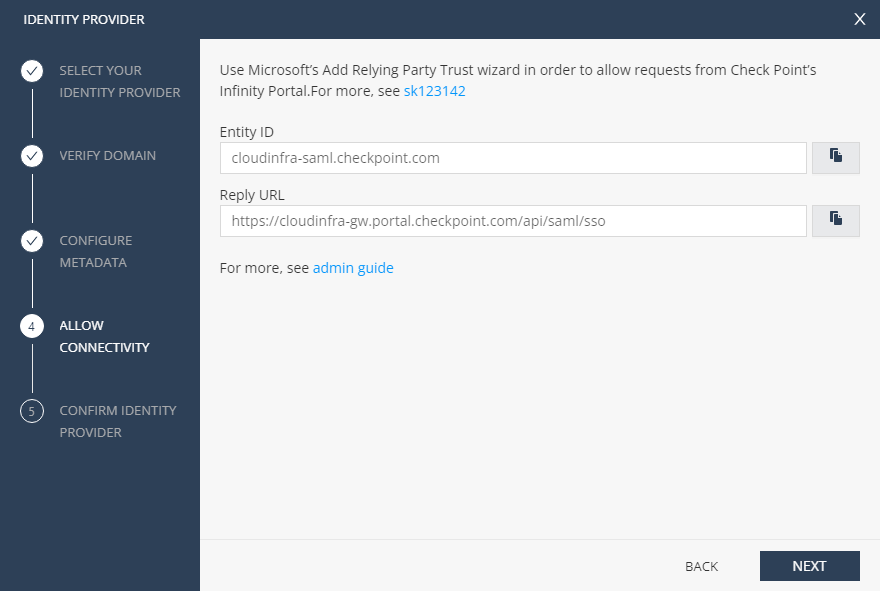 IDENTITY PROVIDER
X
SELECT YOUR
IDENTITY PROVIDER
VERIFY DOMAIN
CONFIGURE
METADATA
4
ALLOW
CONNECTIVITY
5
CONFIRM IDENTITY
PROVIDER
Use Microsoft's Add Relying Party Trust wizard in order to allow requests from Check Point's
Infinity Portal.For more, see sk123142
Entity ID
cloudinfra-saml.checkpoint.com
Reply URL
https://cloudinfra-gw.portal.checkpoint.com/api/saml/sso
For more, see admin guide
BACK
NEXT